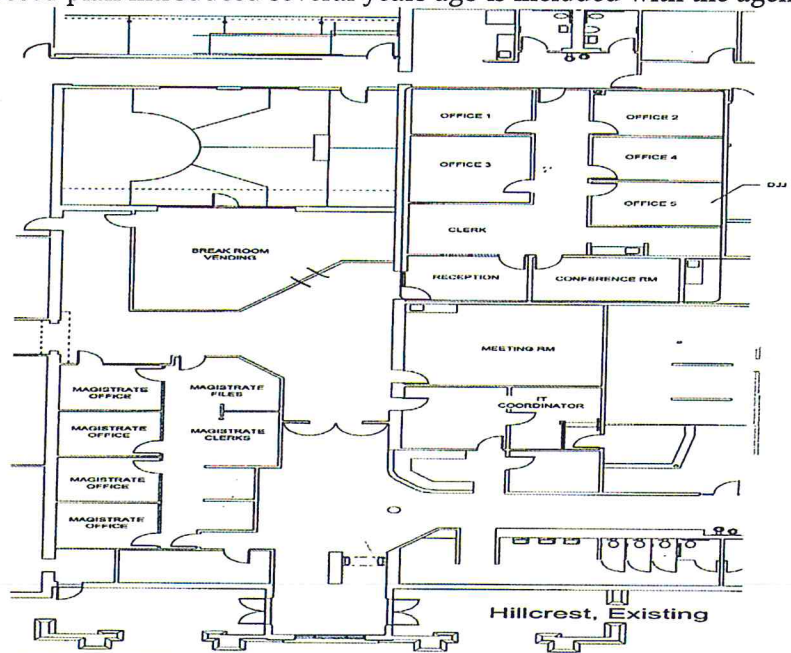 OFFICE 1
OFFICE 2
OFFICE 3
OFFICE 4
OFFICE 5
DJJ
CLERK
BREAK ROOM
VENDING
RECEPTION
CONFERENCE RM
MEETING RM
MAGISTRATE
OFFICE
MAGISTRATE
FILES
IT
COORDINATOR
MAGISTRATE
OFFICE
MAGISTRATE
CLERKS
MAGISTRATE
OFFICE
MAGISTRATE
OFFICE
Hillcrest, Existing